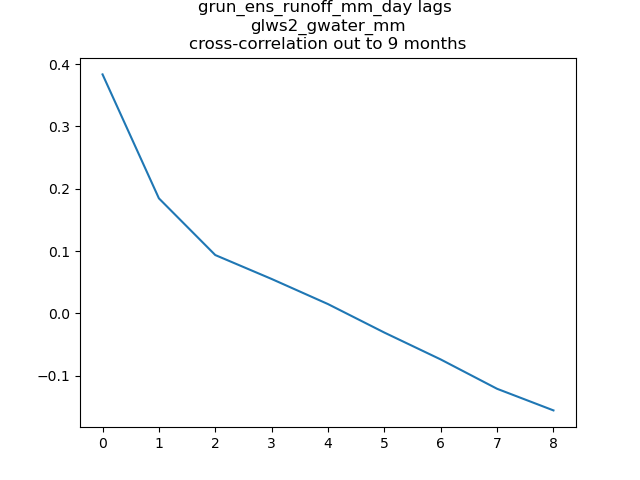 grun_ens_runoff_mm_day lags
glws2_gwater_mm
cross-correlation out to 9 months
0.4
0.3
0.2
0.1
0.0
−0.1
0 1 2 3 4 5 6 7 8